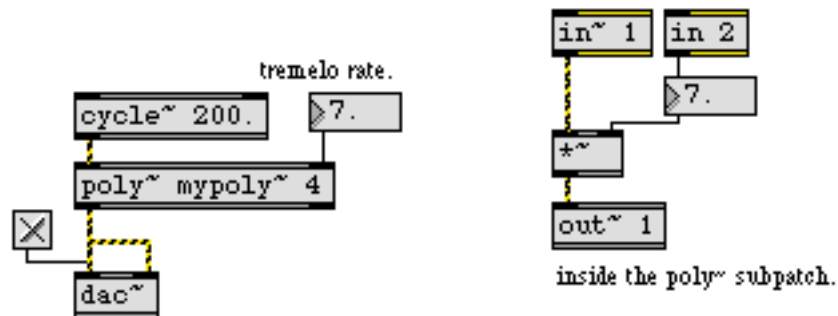 tremelo rate.
cycle~ 200.
7.
poly~ mypoly~ 4
dac~
in~ 1
in 2
7.
*~
out~ 1
inside the poly~ subpatch.